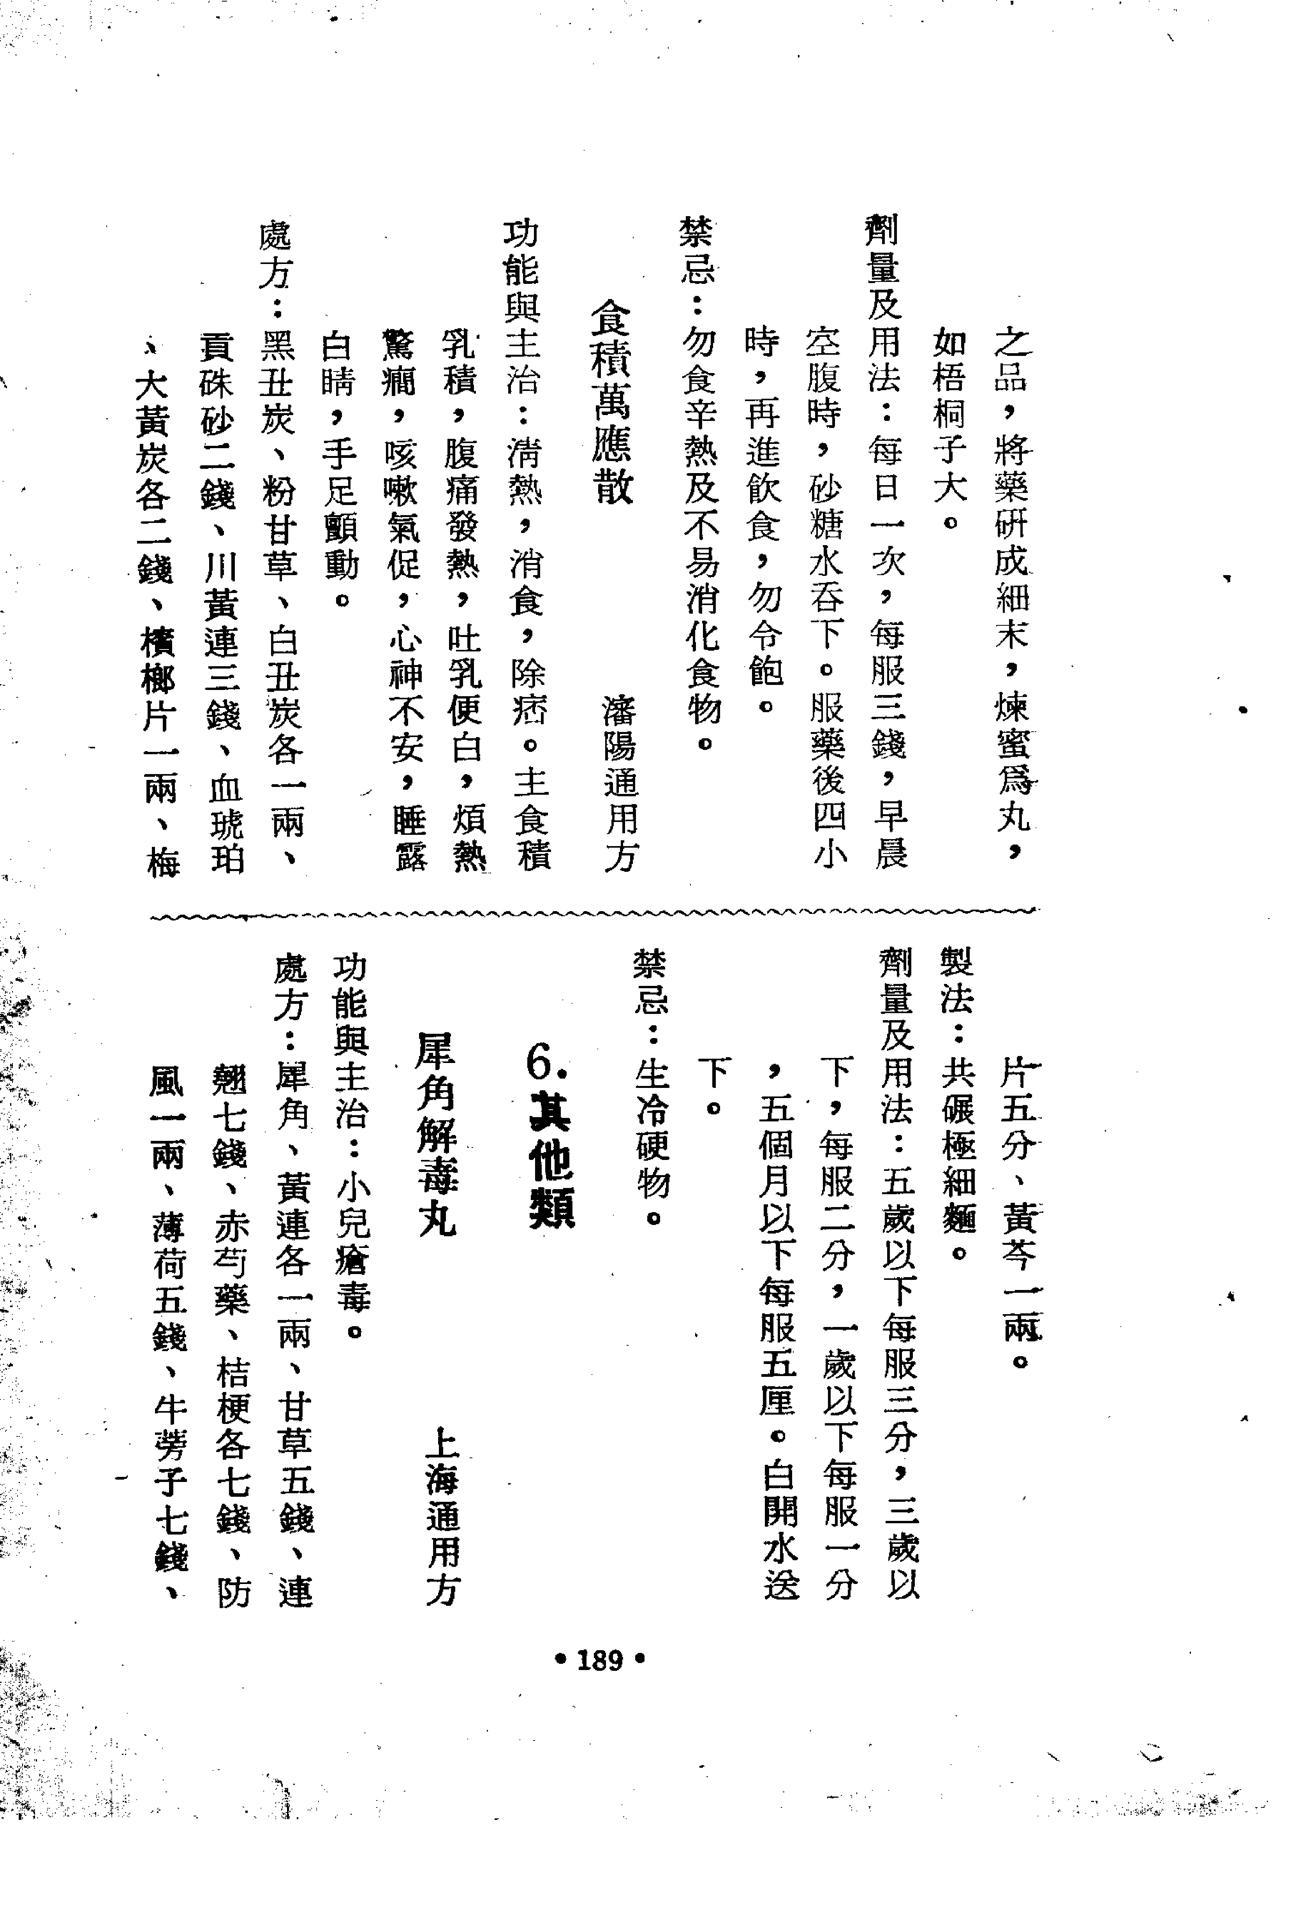 之品，將藥研成細末，煉蜜爲丸，
如梧桐子大。
劑量及用法：每日一次，每服三錢，早晨
空腹時，砂糖水吞下。服藥後四小
時，再進飲食，勿令飽。
禁忌：勿食辛熱及不易消化食物。
食積萬應散　瀋陽通用方
功能與主治：淸熱，消食，除痞。主食積
乳積，腹痛發熱，吐乳便白，煩熱
驚癎，咳嗽氣促，心神不安，睡露
白睛，手足顫動。
處方：黑丑炭、粉甘草、白丑炭各一兩、
貢硃砂二錢、川黃連三錢、血琥珀
、大黃炭各二錢、檳榔片一兩、梅
片五分、黃芩一兩。
製法：共碾極細麵。
劑量及用法：五歲以下每服三分，三歲以
下，每服二分，一歲以下每服一分
，五個月以下每服五厘。白開水送
下。
禁忌：生冷硬物。
6.其他類
犀角解毒丸　上海通用方
功能與主治：小兒瘡毒。
處方：犀角、黃連各一兩、甘草五錢、連
翹七錢、赤芍藥、桔梗各七錢、防
風一兩、薄荷五錢、牛蒡子七錢、
• 189 •